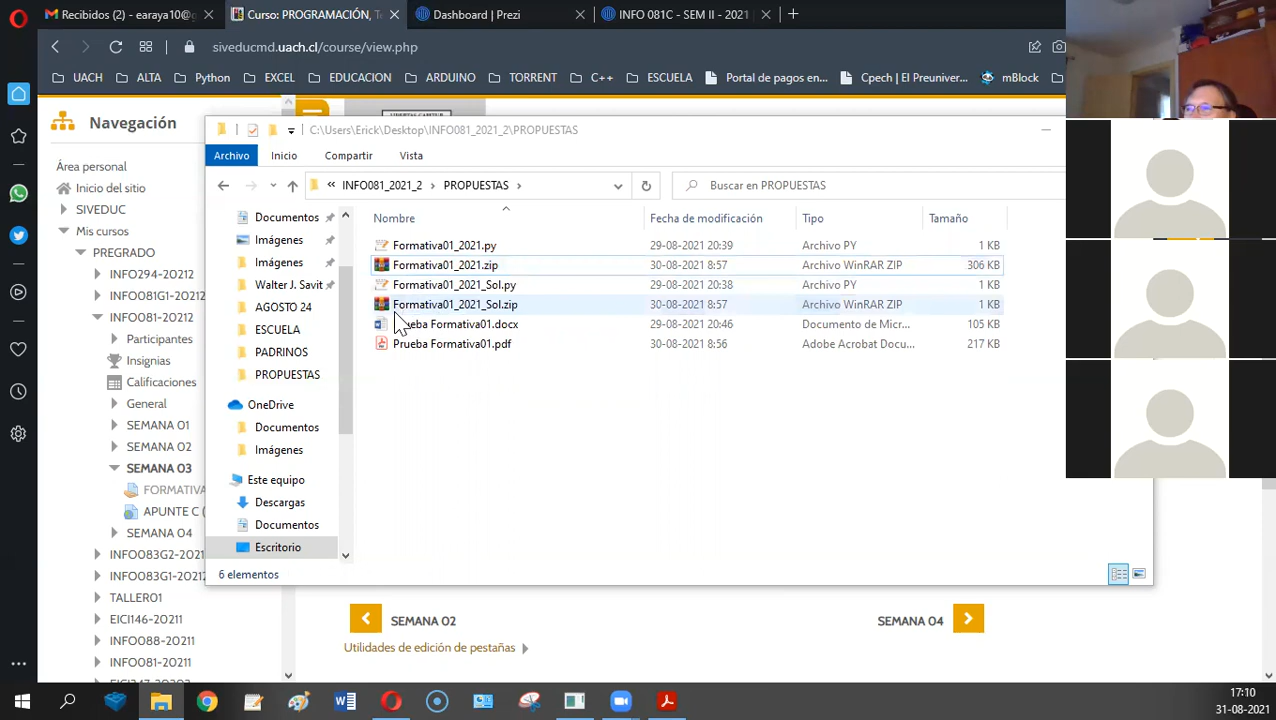 Recibidos (2) - earaya10@g
Curso: PROGRAMACIÓN, T
Dashboard | Prezi
INFO 081C - SEM II - 2021
siveducmd.uachl.cl/course/view.php
UACH
ALTA
Python
EXCEL
EDUCACION
ARDUINO
TORRENT
C++
ESCUELA
Portal de pagos en...
Cpech | El Preuniver...
mBlock
Navegación
Área personal
Inicio del sitio
SIVEDUC
Mis cursos
PREGRADO
INFO294-20212
INFO081G1-20212
INFO081-20212
Participantes
Insignias
Calificaciones
General
SEMANA 01
SEMANA 02
SEMANA 03
FORMATIVA
APUNTE C (
SEMANA 04
INFO083G2-2021
INFO083G1-2021
TALLER01
EICI146-20211
INFO088-20211
INFO081-20211
C:\Users\Erick\Desktop\INFO081_2021_2\PROPUESTAS
Archivo
Inicio
Compartir
Vista
INFO081_2021_2
PROPUESTAS
Buscar en PROPUESTAS
Documentos
Imágenes
Imágenes
Walter J. Savit
AGOSTO 24
ESCUELA
PADRINOS
PROPUESTAS
OneDrive
Documentos
Imágenes
Este equipo
Descargas
Documentos
Escritorio
Nombre Fecha de modificación Tipo Tamaño
Formativa01_2021.py 29-08-2021 20:39 Archivo PY 1 KB
Formativa01_2021.zip 30-08-2021 8:57 Archivo WinRAR ZIP 306 KB
Formativa01_2021_Sol.py 29-08-2021 20:38 Archivo PY 1 KB
Formativa01_2021_Sol.zip 30-08-2021 8:57 Archivo WinRAR ZIP 1 KB
Prueba Formativa01.docx 29-08-2021 20:46 Documento de Micr... 105 KB
Prueba Formativa01.pdf 30-08-2021 8:56 Adobe Acrobat Docu... 217 KB
6 elementos
SEMANA 02
SEMANA 04
Utilidades de edición de pestañas
17:10
31-08-2021